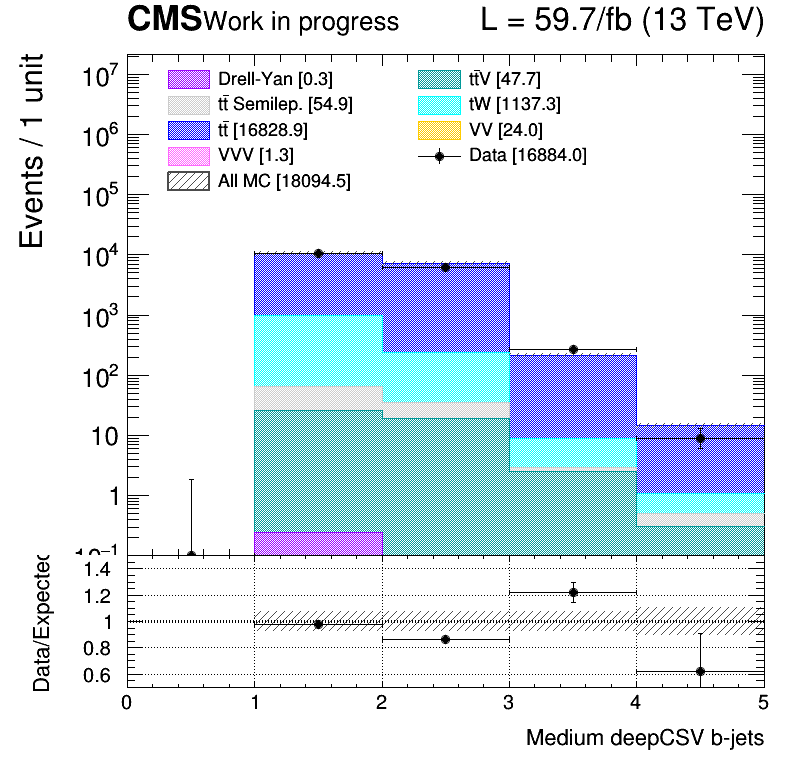 CMS Work in progress L = 59.7/fb (13 TeV)
Events / 1 unit
10⁷
10⁶
10⁵
10⁴
10³
10²
10
1
10⁻¹
Drell-Yan [0.3]
tt̄ Semilep. [54.9]
tt̄ [16828.9]
VVV [1.3]
All MC [18094.5]
tt̄V [47.7]
tW [1137.3]
VV [24.0]
Data [16884.0]
Data/Expected
1.4
1.2
1
0.8
0.6
0 1 2 3 4 5
Medium deepCSV b-jets